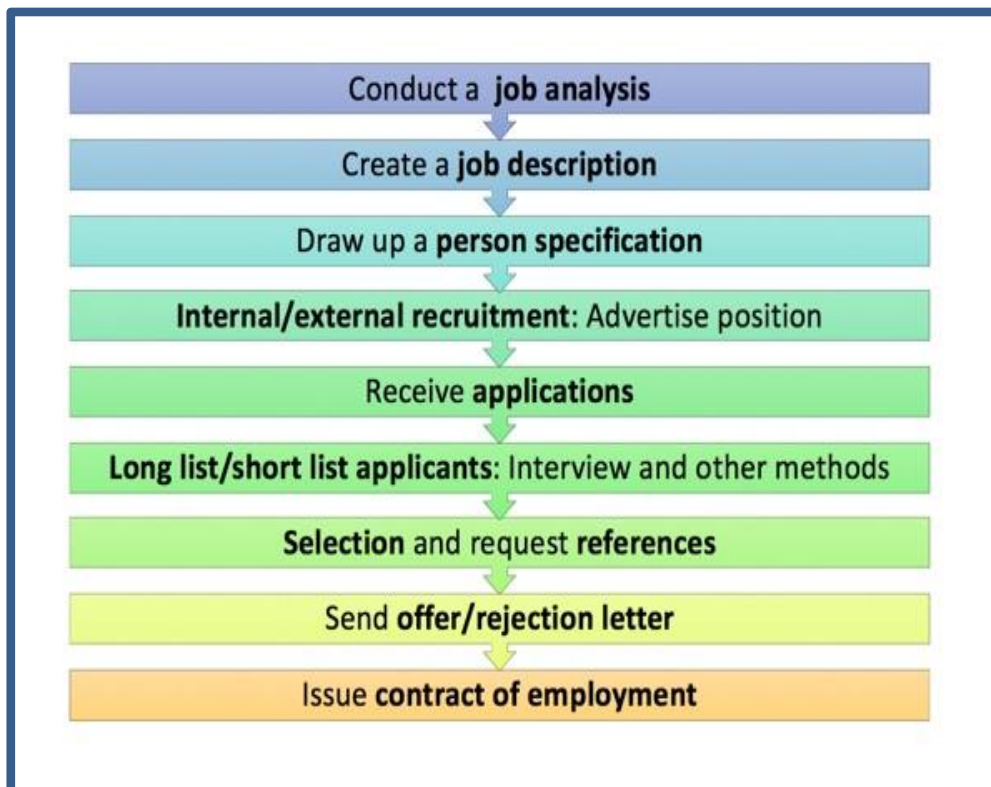 Conduct a job analysis
Create a job description
Draw up a person specification
Internal/external recruitment: Advertise position
Receive applications
Long list/short list applicants: Interview and other methods
Selection and request references
Send offer/rejection letter
Issue contract of employment